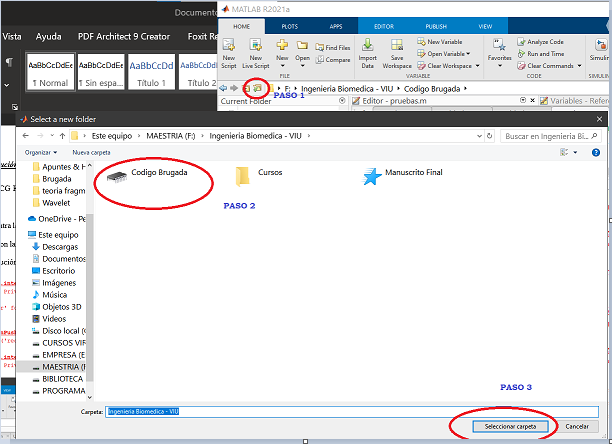 Documento
MATLAB R2021a
Vista Ayuda PDF Architect 9 Creator Foxit Re
HOME PLOTS APPS EDITOR PUBLISH VIEW
AaBbCcDdEe AaBbCcDdEe AaBbCcDd AaBbCcDdEe
¶ 1 Normal ¶ 1 Sin espa... Título 1 Título 2
New Script
New Live Script
New
Open
Find Files
Compare
Import Data
Save Workspace
New Variable
Open Variable
Clear Workspace
Favorites
Analyze Code
Run and Time
Clear Commands
Simulink
FILE VARIABLE CODE SIMULIN
F: Ingenieria Biomedica - VIU Codigo Brugada
PASO 1
Current Folder
Editor - pruebas.m
Variables - Refere
Select a new folder
Este equipo MAESTRIA (F:) Ingenieria Biomedica - VIU
Buscar en Ingenieria Bi...
Organizar Nueva carpeta
Apuntes & H
Brugada
teoria fragm
Wavelet
OneDrive - Pe
Este equipo
Descargas
Documentos
Escritorio
Imágenes
Música
Objetos 3D
Videos
Disco local (
CURSOS VIR
EMPRESA (E
MAESTRIA (F
BIBLIOTECA
PROGRAMA
Codigo Brugada
Cursos
Manuscrito Final
PASO 2
PASO 3
Carpeta: Ingenieria Biomedica - VIU
Seleccionar carpeta Cancelar